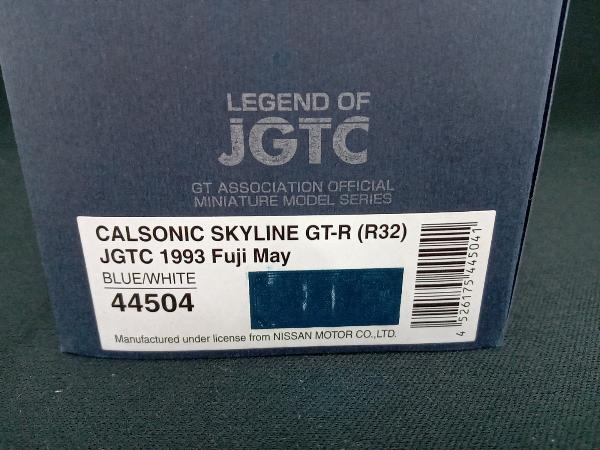 LEGEND OF
JGTC
GT ASSOCIATION OFFICIAL
MINIATURE MODEL SERIES
CALSONIC SKYLINE GT-R (R32)
JGTC 1993 Fuji May
BLUE/WHITE
44504
Manufactured under license from NISSAN MOTOR CO.,LTD.
4 526175 445041